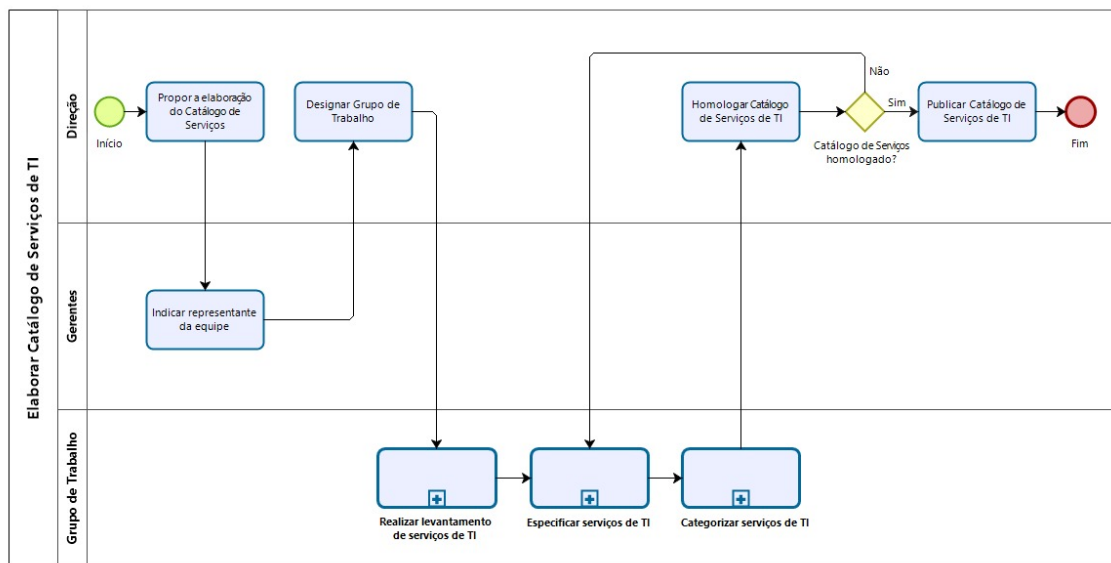 Elaborar Catálogo de Serviços de TI
Direção
Início
Propor a elaboração
do Catálogo de
Serviços
Designar Grupo de
Trabalho
Homologar Catálogo
de Serviços de TI
Não
Sim
Catálogo de Serviços
homologado?
Publicar Catálogo de
Serviços de TI
Fim
Gerentes
Indicar representante
da equipe
Grupo de Trabalho
Realizar levantamento
de serviços de TI
Especificar serviços de TI
Categorizar serviços de TI